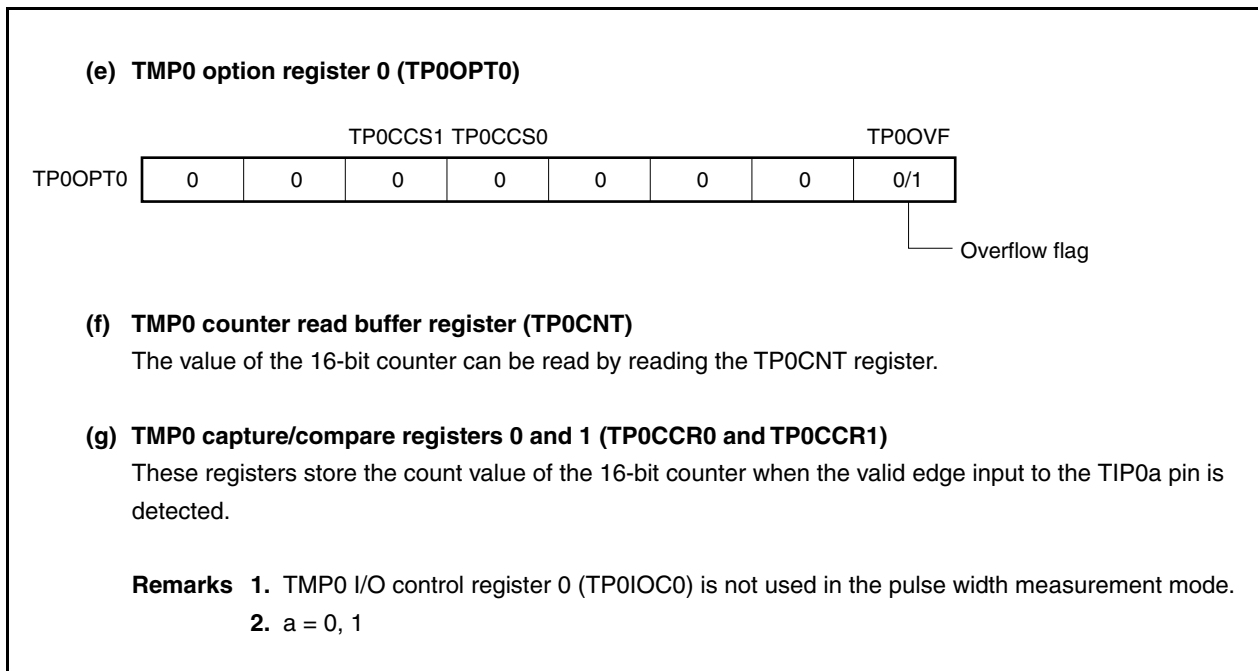 (e) TMP0 option register 0 (TP0OPT0)
TP0CCS1 TP0CCS0 TP0OVF
TP0OPT0 0 0 0 0 0 0 0 0/1
Overflow flag
(f) TMP0 counter read buffer register (TP0CNT)
The value of the 16-bit counter can be read by reading the TP0CNT register.
(g) TMP0 capture/compare registers 0 and 1 (TP0CCR0 and TP0CCR1)
These registers store the count value of the 16-bit counter when the valid edge input to the TIP0a pin is
detected.
Remarks 1. TMP0 I/O control register 0 (TP0IOC0) is not used in the pulse width measurement mode.
2. a = 0, 1